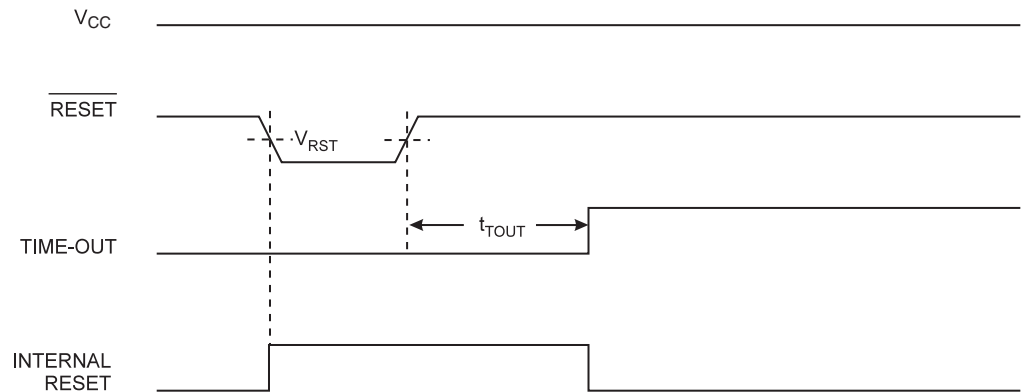 VCC
RESET
VRST
tTOUT
TIME-OUT
INTERNAL
RESET